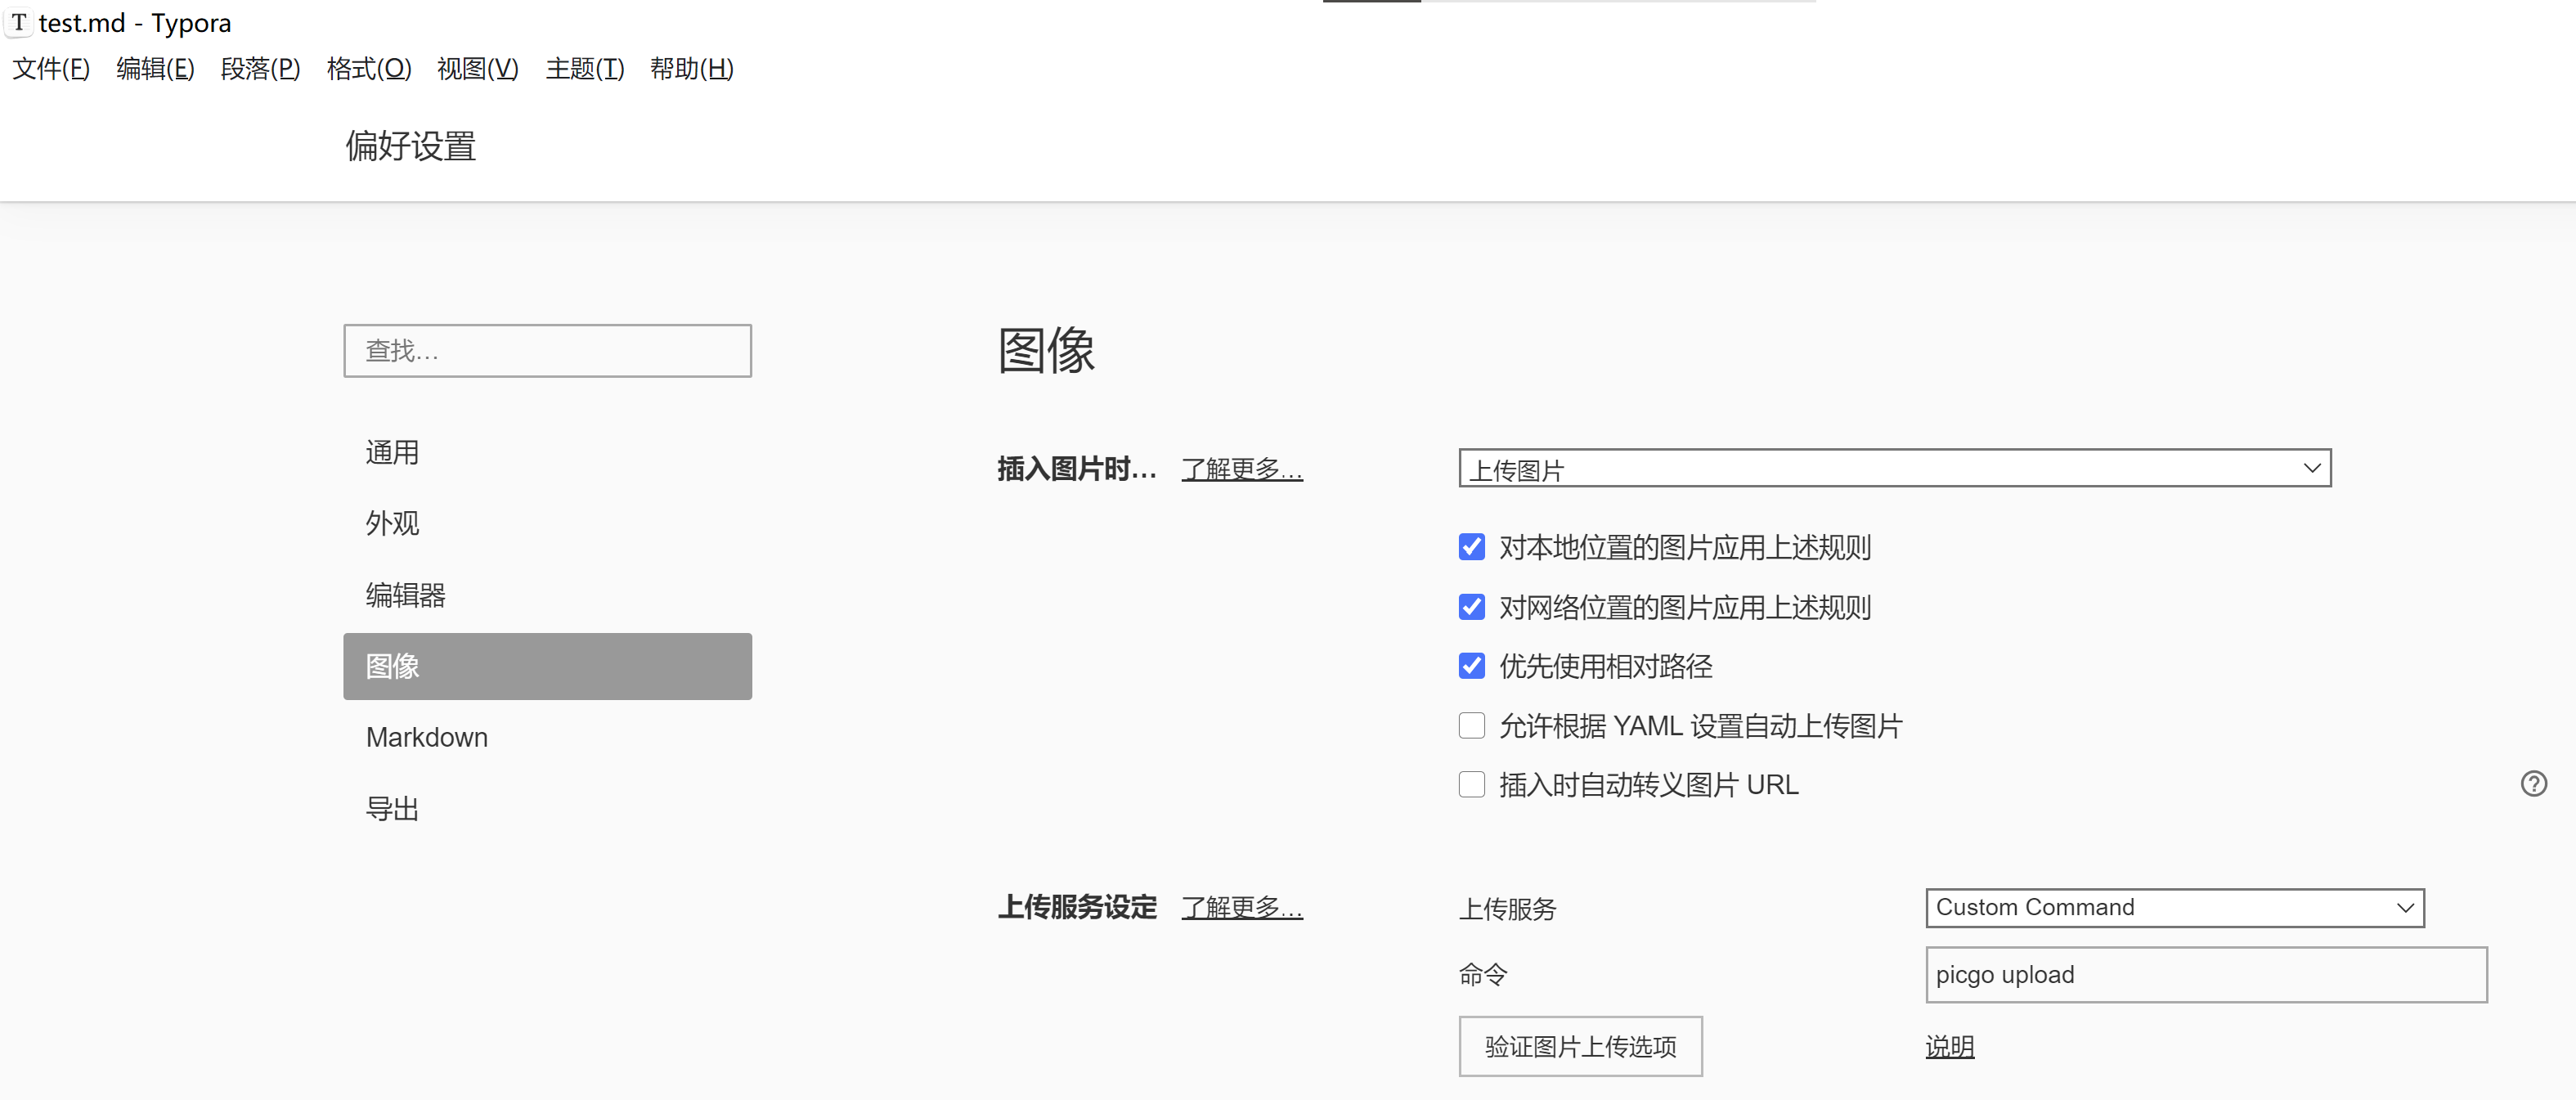 T test.md - Typora
文件(F) 编辑(E) 段落(P) 格式(O) 视图(V) 主题(T) 帮助(H)
偏好设置
查找...
通用
外观
编辑器
图像
Markdown
导出
图像
插入图片时... 了解更多... 上传图片
对本地位置的图片应用上述规则
对网络位置的图片应用上述规则
优先使用相对路径
允许根据 YAML 设置自动上传图片
插入时自动转义图片 URL
?
上传服务设定 了解更多... 上传服务 Custom Command
命令 picgo upload
验证图片上传选项 说明